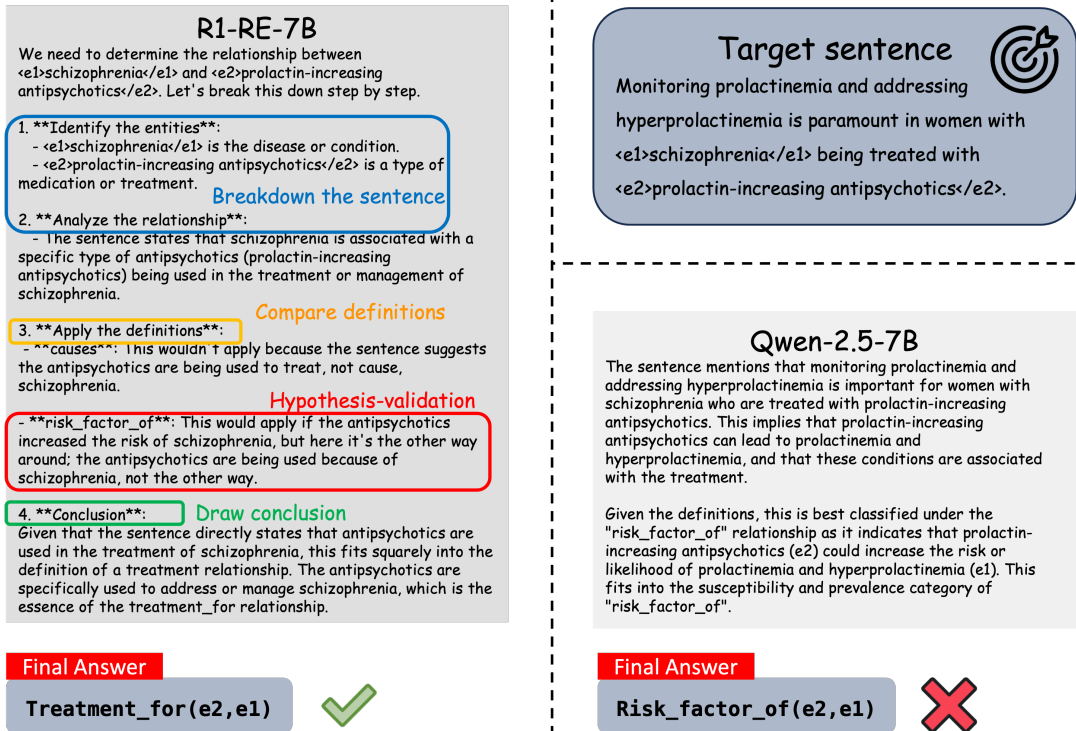 R1-RE-7B
We need to determine the relationship between
<e1>schizophrenia</e1> and <e2>prolactin-increasing
antipsychotics</e2>. Let's break this down step by step.
1. **Identify the entities**:
- <e1>schizophrenia</e1> is the disease or condition.
- <e2>prolactin-increasing antipsychotics</e2> is a type of
medication or treatment.
Breakdown the sentence
2. **Analyze the relationship**:
- The sentence states that schizophrenia is associated with a
specific type of antipsychotics (prolactin-increasing
antipsychotics) being used in the treatment or management of
schizophrenia.
Compare definitions
3. **Apply the definitions**:
- **causes**: This wouldn't apply because the sentence suggests
the antipsychotics are being used to treat, not cause,
schizophrenia.
Hypothesis-validation
- **risk_factor_of**: This would apply if the antipsychotics
increased the risk of schizophrenia, but here it's the other way
around; the antipsychotics are being used because of
schizophrenia, not the other way.
4. **Conclusion**:
Draw conclusion
Given that the sentence directly states that antipsychotics are
used in the treatment of schizophrenia, this fits squarely into the
definition of a treatment relationship. The antipsychotics are
specifically used to address or manage schizophrenia, which is the
essence of the treatment_for relationship.
Final Answer
Treatment_for(e2,e1)
Target sentence
Monitoring prolactinemia and addressing
hyperprolactinemia is paramount in women with
<e1>schizophrenia</e1> being treated with
<e2>prolactin-increasing antipsychotics</e2>.
Qwen-2.5-7B
The sentence mentions that monitoring prolactinemia and
addressing hyperprolactinemia is important for women with
schizophrenia who are treated with prolactin-increasing
antipsychotics. This implies that prolactin-increasing
antipsychotics can lead to prolactinemia and
hyperprolactinemia, and that these conditions are associated
with the treatment.
Given the definitions, this is best classified under the
"risk_factor_of" relationship as it indicates that prolactin-
increasing antipsychotics (e2) could increase the risk or
likelihood of prolactinemia and hyperprolactinemia (e1). This
fits into the susceptibility and prevalence category of
"risk_factor_of".
Final Answer
Risk_factor_of(e2,e1)